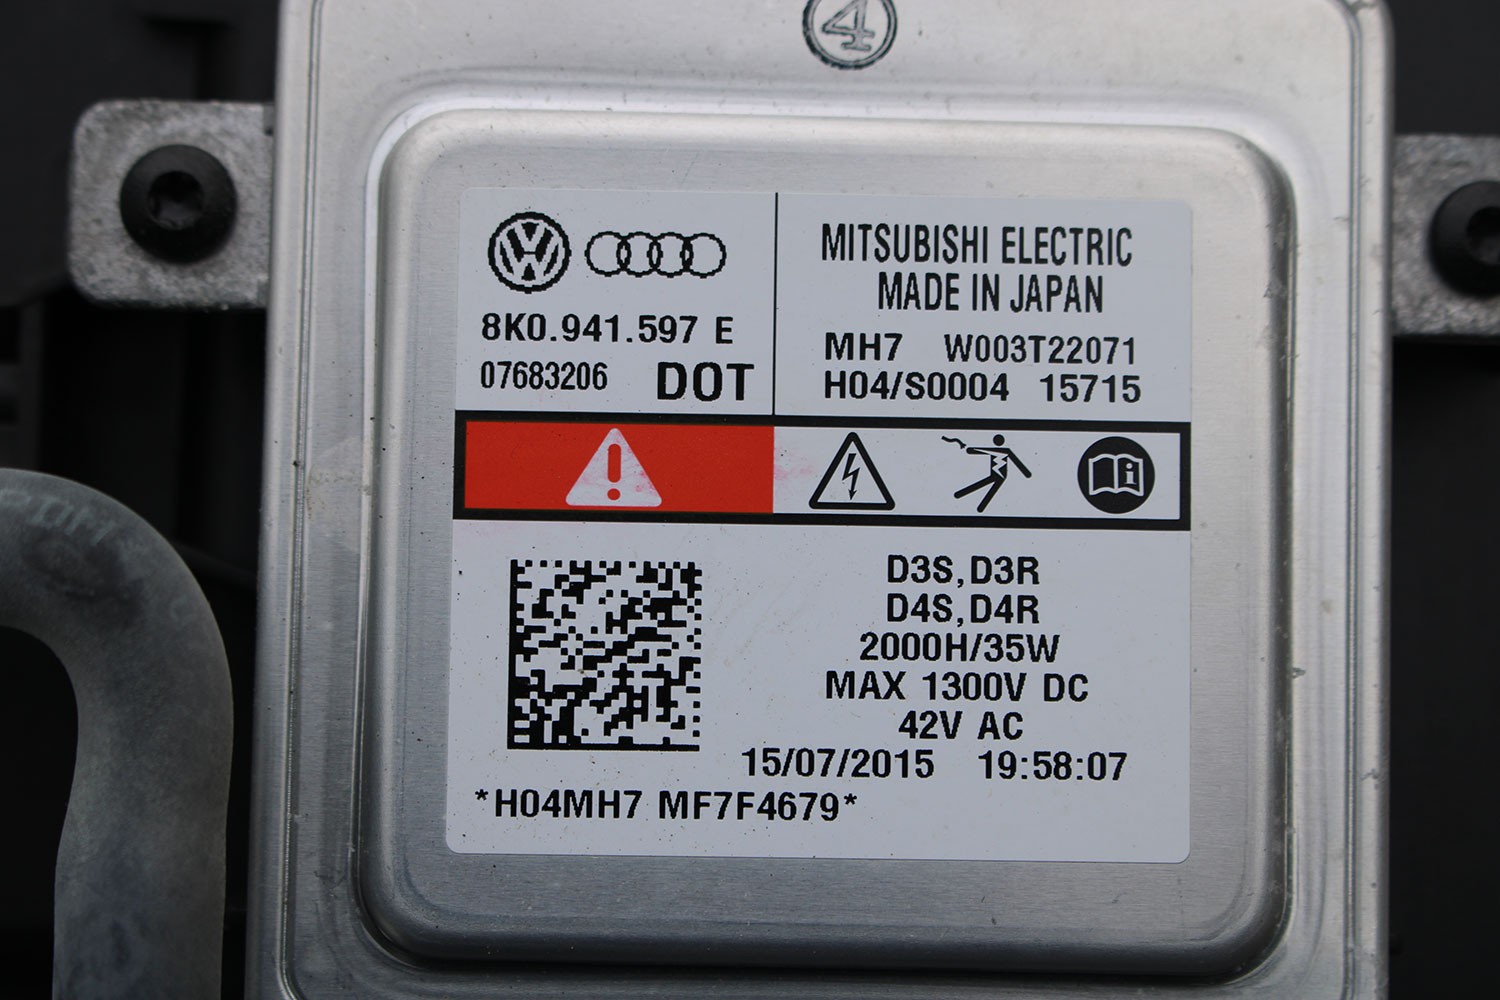 4
8K0.941.597 E
07683206 DOT
MITSUBISHI ELECTRIC
MADE IN JAPAN
MH7 W003T22071
H04/S0004 15715
D3S,D3R
D4S,D4R
2000H/35W
MAX 1300V DC
42V AC
15/07/2015 19:58:07
*H04MH7 MF7F4679*